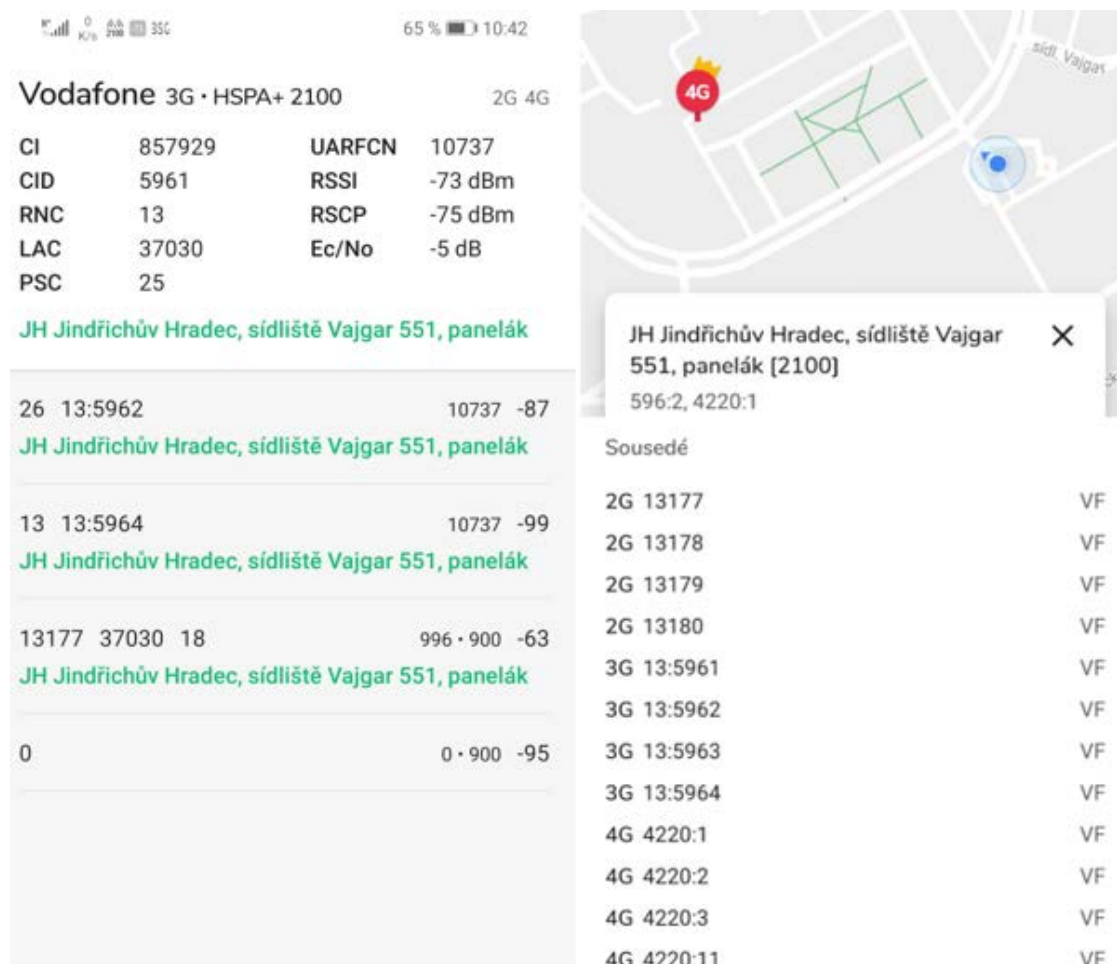 0 K/s 35G 65 % 10:42
Vodafone 3G • HSPA+ 2100 2G 4G
CI 857929 UARFCN 10737
CID 5961 RSSI -73 dBm
RNC 13 RSCP -75 dBm
LAC 37030 Ec/No -5 dB
PSC 25
JH Jindřichův Hradec, sídliště Vajgar 551, panelák
26 13:5962 10737 -87
JH Jindřichův Hradec, sídliště Vajgar 551, panelák
13 13:5964 10737 -99
JH Jindřichův Hradec, sídliště Vajgar 551, panelák
13177 37030 18 996 • 900 -63
JH Jindřichův Hradec, sídliště Vajgar 551, panelák
0 0 • 900 -95
sídl. Vajgar
4G
JH Jindřichův Hradec, sídliště Vajgar
551, panelák [2100]
596:2, 4220:1
Sousedé
2G 13177 VF
2G 13178 VF
2G 13179 VF
2G 13180 VF
3G 13:5961 VF
3G 13:5962 VF
3G 13:5963 VF
3G 13:5964 VF
4G 4220:1 VF
4G 4220:2 VF
4G 4220:3 VF
4G 4220:11 VF